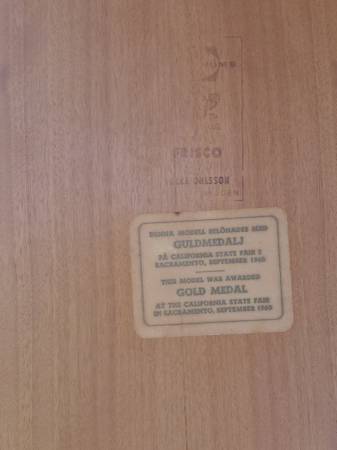 FRISCO
OHLSSON
DENNA MODELL BELÖNADES MED
GULDMEDALJ
PÅ CALIFORNIA STATE FAIR I
SACRAMENTO, SEPTEMBER 1960
THIS MODEL WAS AWARDED
GOLD MEDAL
AT THE CALIFORNIA STATE FAIR
IN SACRAMENTO, SEPTEMBER 1960